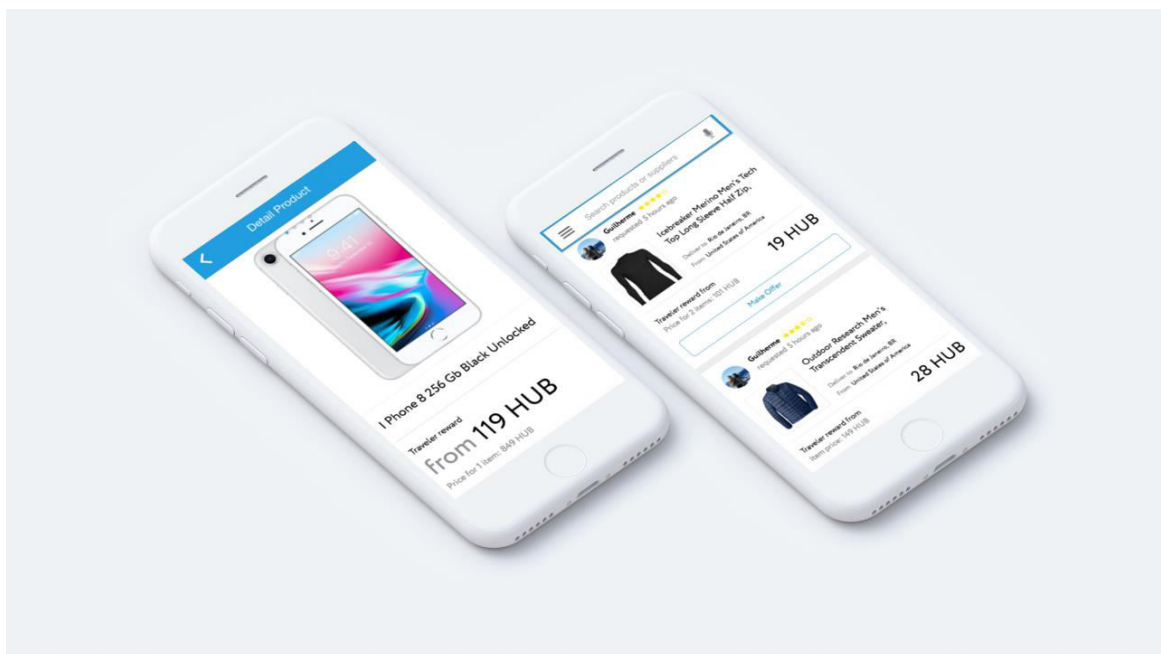 Detail Product
9:41
I Phone 8 256 Gb Black Unlocked
Traveler reward
from 119 HUB
Price for 1 item: 849 HUB
Search products or suppliers
Guilherme
requested 5 hours ago
Icebreaker Merino Men's Tech
Top Long Sleeve Half Zip,
Deliver to Rio de Janeiro, BR
From United States of America
Traveler reward from
19 HUB
Price for 2 items: 101 HUB
Make Offer
Guilherme
requested 5 hours ago
Outdoor Research Men's
Transcendent Sweater,
Deliver to Rio de Janeiro, BR
From United States of America
Traveler reward from
28 HUB
Item price: 149 HUB